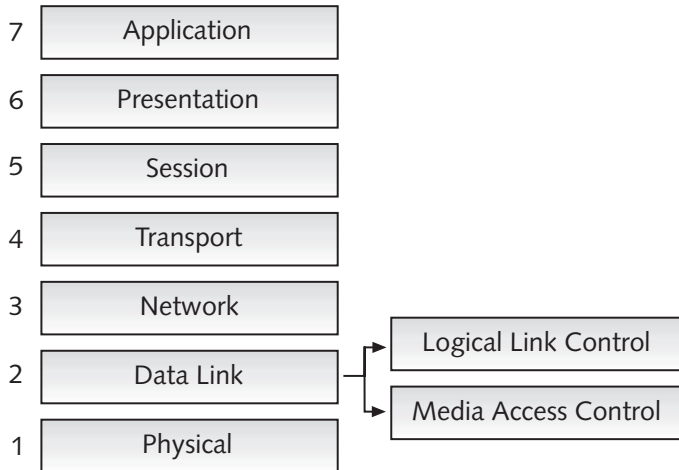 7 Application
6 Presentation
5 Session
4 Transport
3 Network
Logical Link Control
2 Data Link
Media Access Control
1 Physical